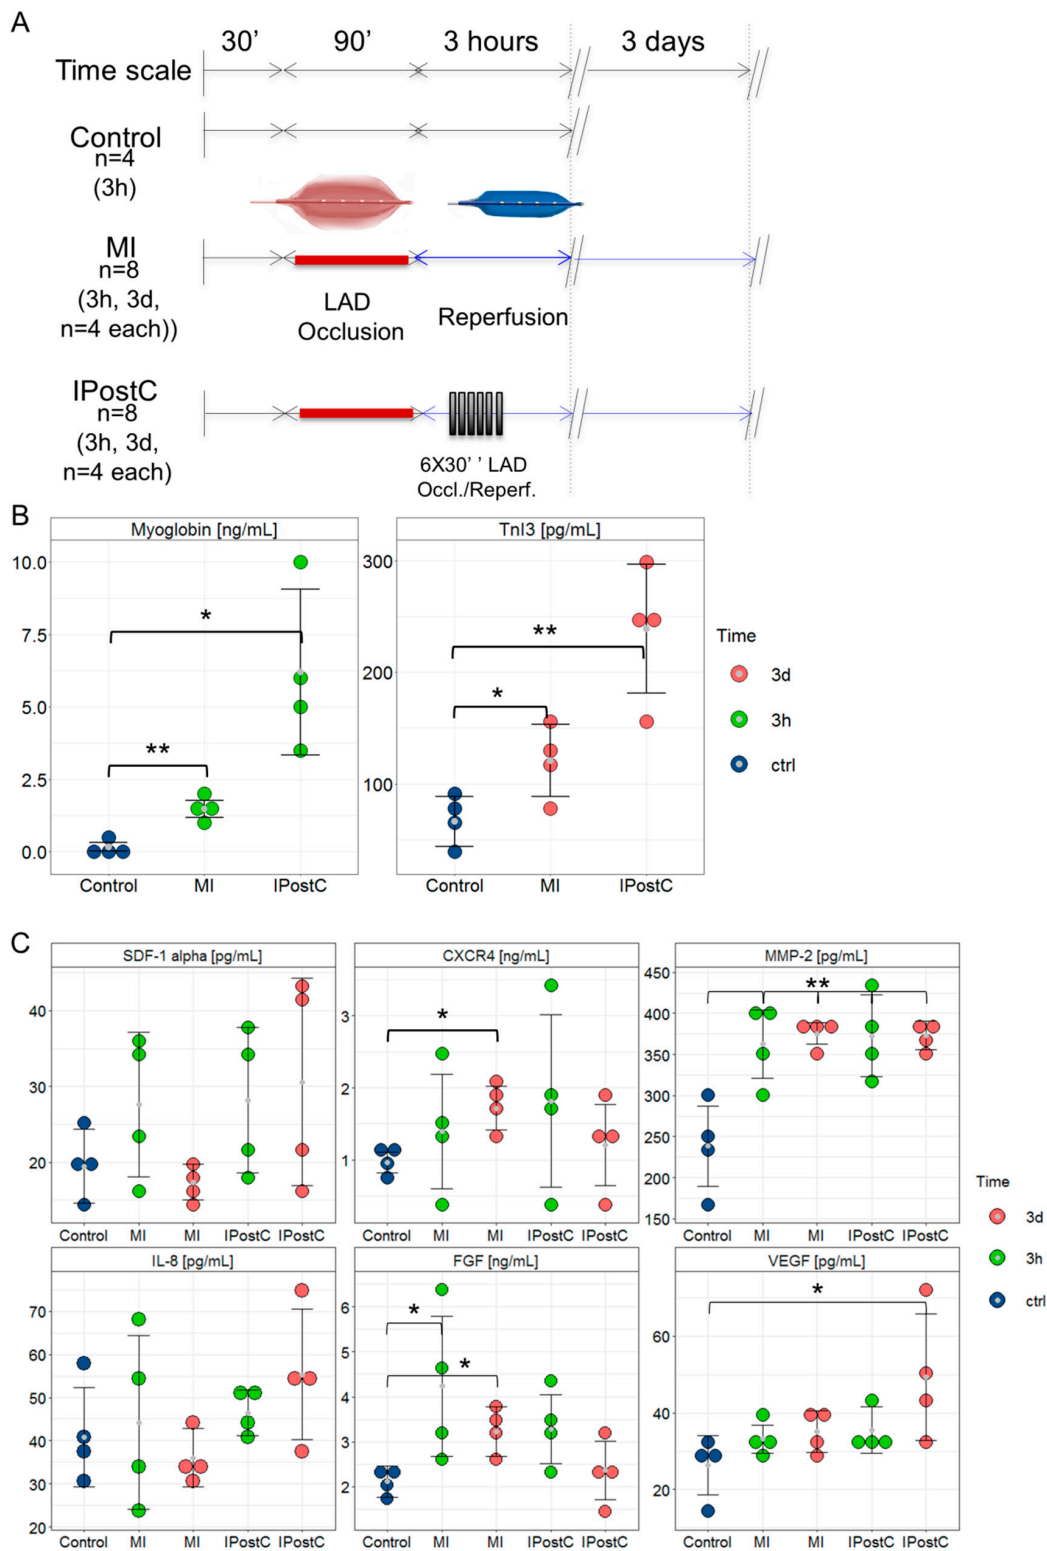 A
30’ 90’ 3 hours 3 days
Time scale
Control
n=4
(3h)
MI
n=8
(3h, 3d,
n=4 each))
LAD
Occlusion
Reperfusion
IPostC
n=8
(3h, 3d,
n=4 each)
6X30’ ’ LAD
Occl./Reperf.
B
Myoglobin [ng/mL] TnI3 [pg/mL]
10.0
7.5
5.0
2.5
0.0
*
**
Control MI IPostC
300
200
100
**
*
Control MI IPostC
Time
3d
3h
ctrl
C
SDF-1 alpha [pg/mL] CXCR4 [ng/mL] MMP-2 [pg/mL]
40
30
20
Control MI MI IPostC IPostC
3
2
1
*
Control MI MI IPostC IPostC
450
400
350
300
250
200
150
**
Control MI MI IPostC IPostC
IL-8 [pg/mL] FGF [ng/mL] VEGF [pg/mL]
70
60
50
40
30
20
Control MI MI IPostC IPostC
6
5
4
3
2
*
*
Control MI MI IPostC IPostC
60
40
20
*
Control MI MI IPostC IPostC
Time
3d
3h
ctrl